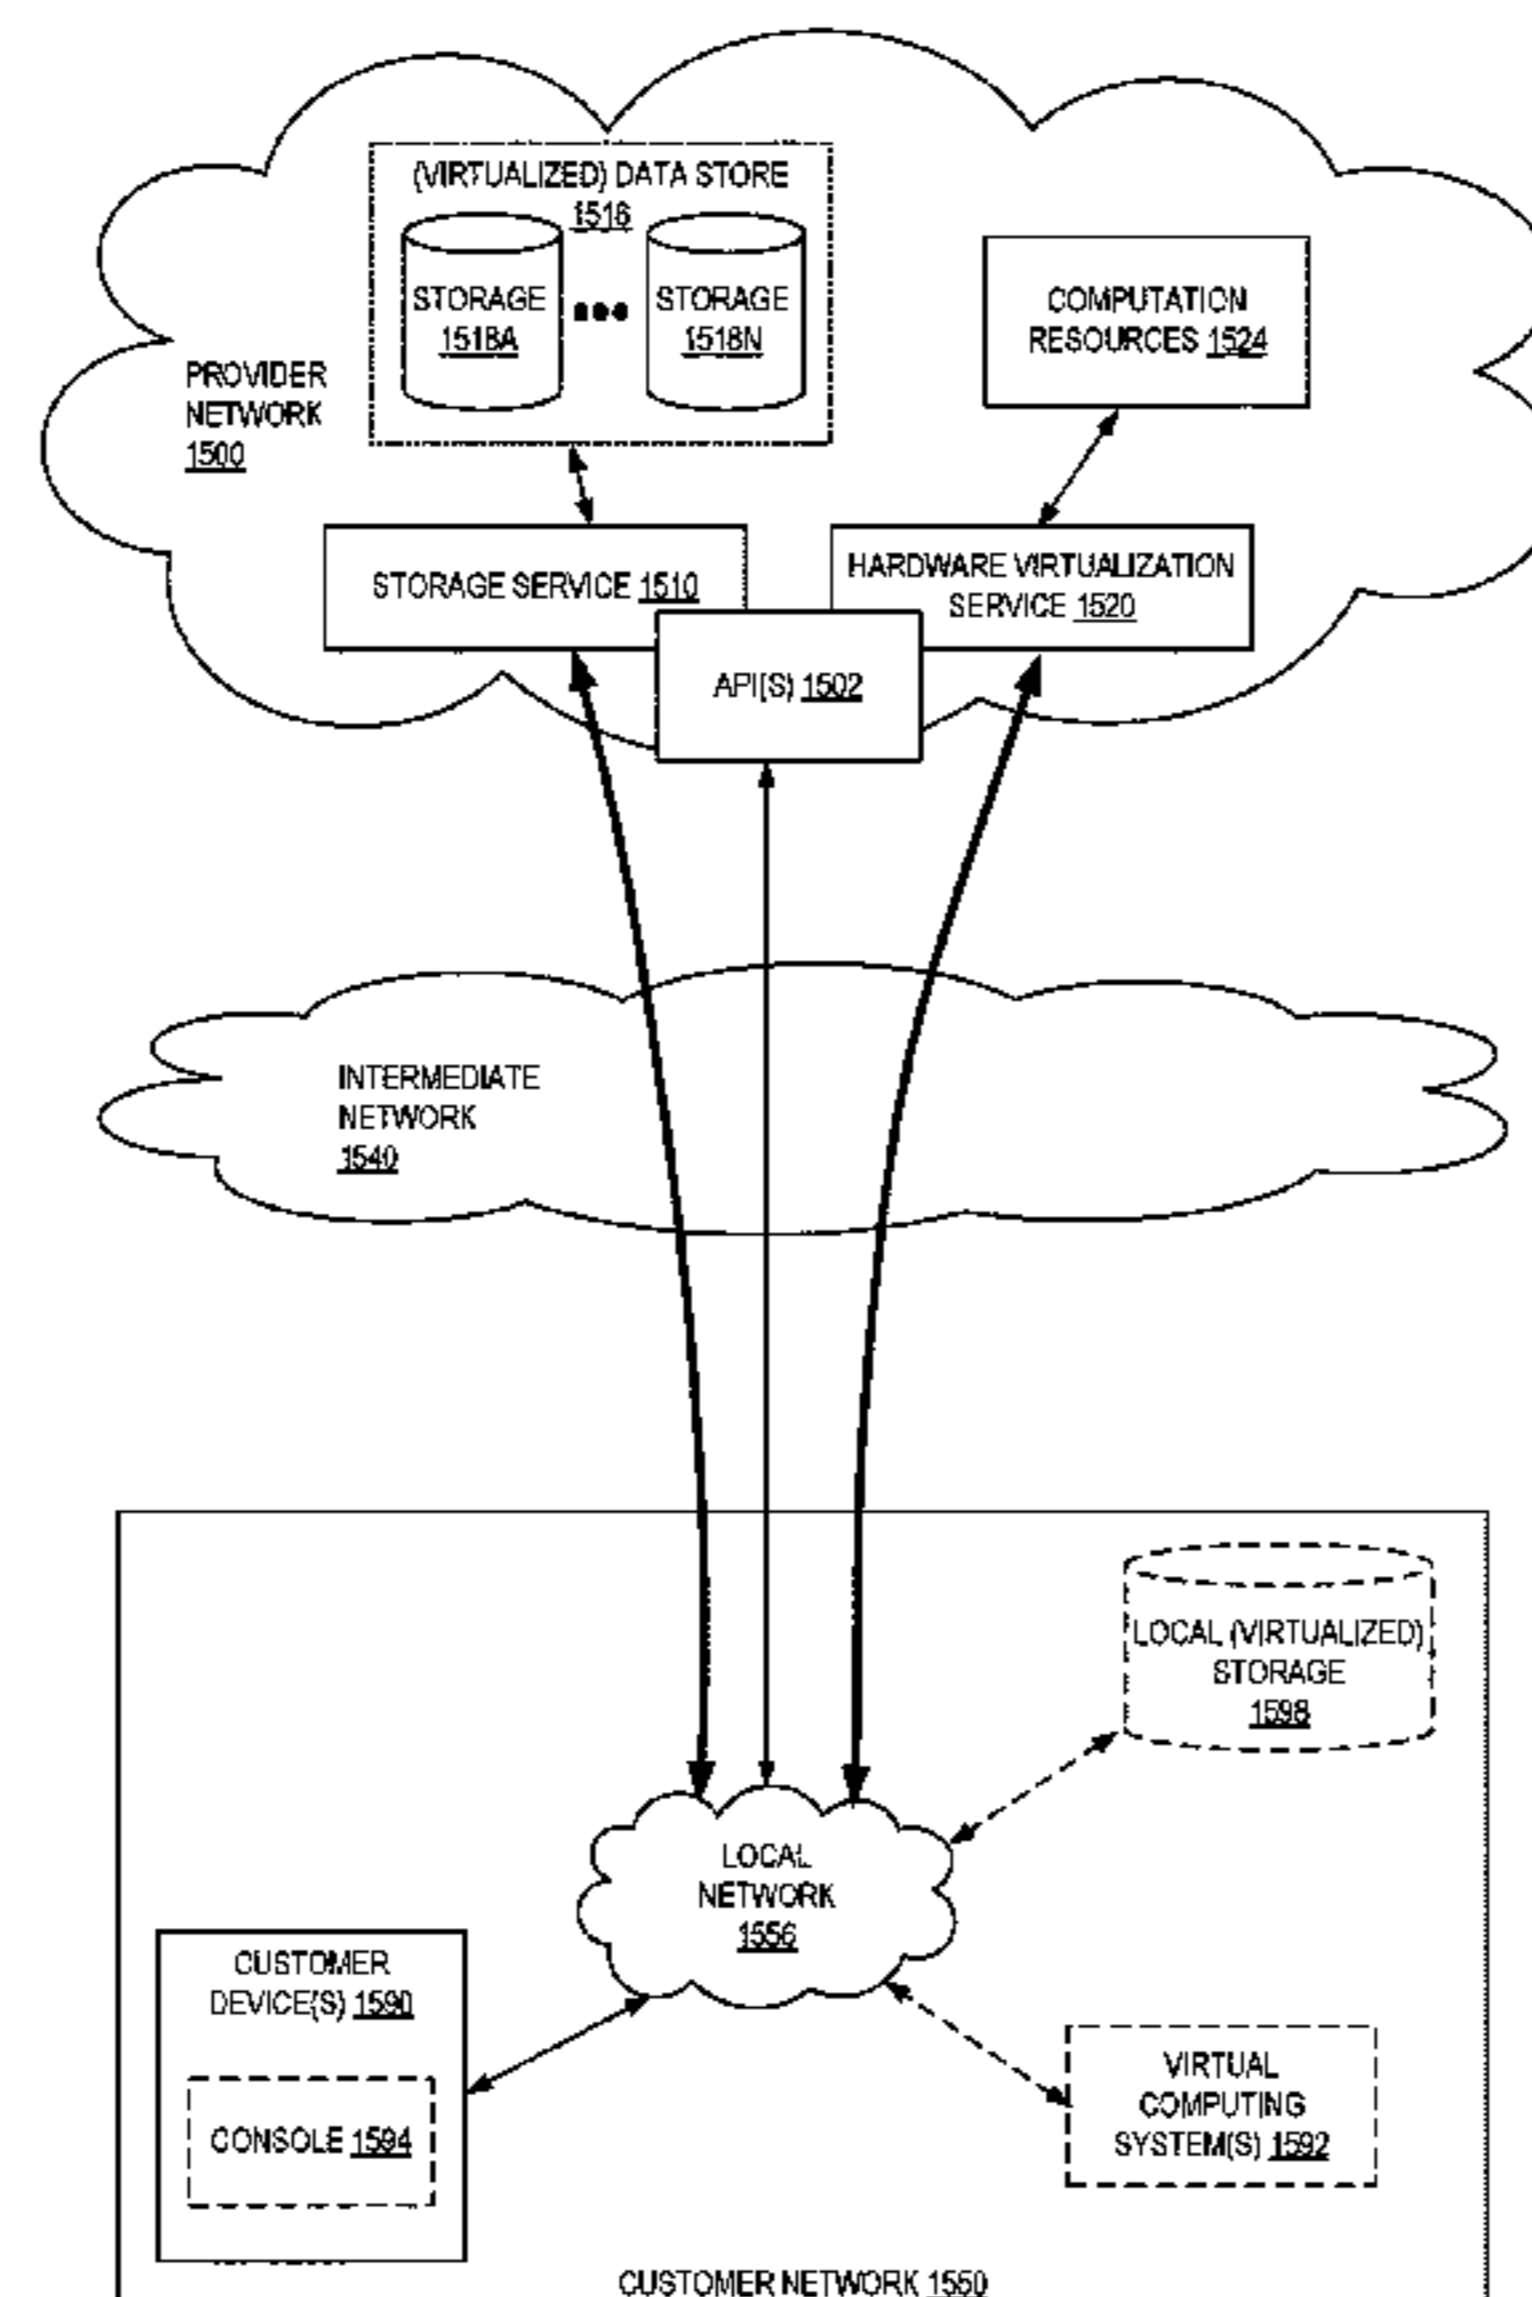 (VIRTUALIZED) DATA STORE
1516
STORAGE
1518A
STORAGE
1518N
COMPUTATION
RESOURCES 1524
PROVIDER
NETWORK
1500
STORAGE SERVICE 1510
HARDWARE VIRTUALIZATION
SERVICE 1520
API(S) 1502
INTERMEDIATE
NETWORK
1540
LOCAL (VIRTUALIZED)
STORAGE
1598
LOCAL
NETWORK
1556
CUSTOMER
DEVICE(S) 1590
CONSOLE 1594
VIRTUAL
COMPUTING
SYSTEM(S) 1592
CUSTOMER NETWORK 1550